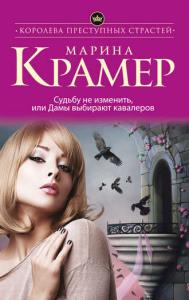 КОРОЛЕВА ПРЕСТУПНЫХ СТРАСТЕЙ
МАРИНА
КРАМЕР
Судьбу не изменить,
или Дамы выбирают кавалеров